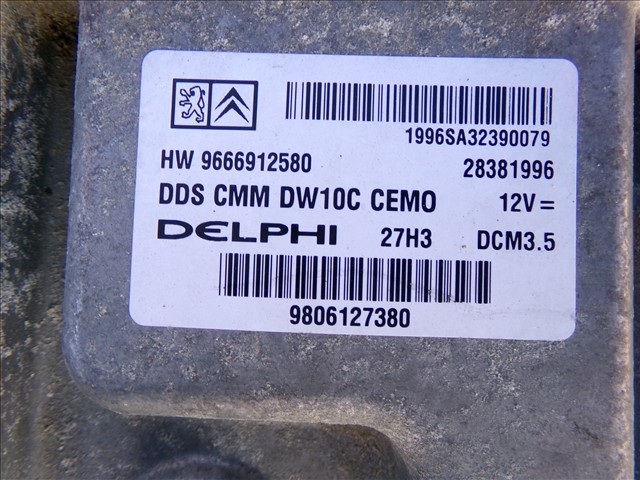 1996SA32390079
HW 9666912580 28381996
DDS CMM DW10C CEMO 12V =
DELPHI 27H3 DCM3.5
9806127380